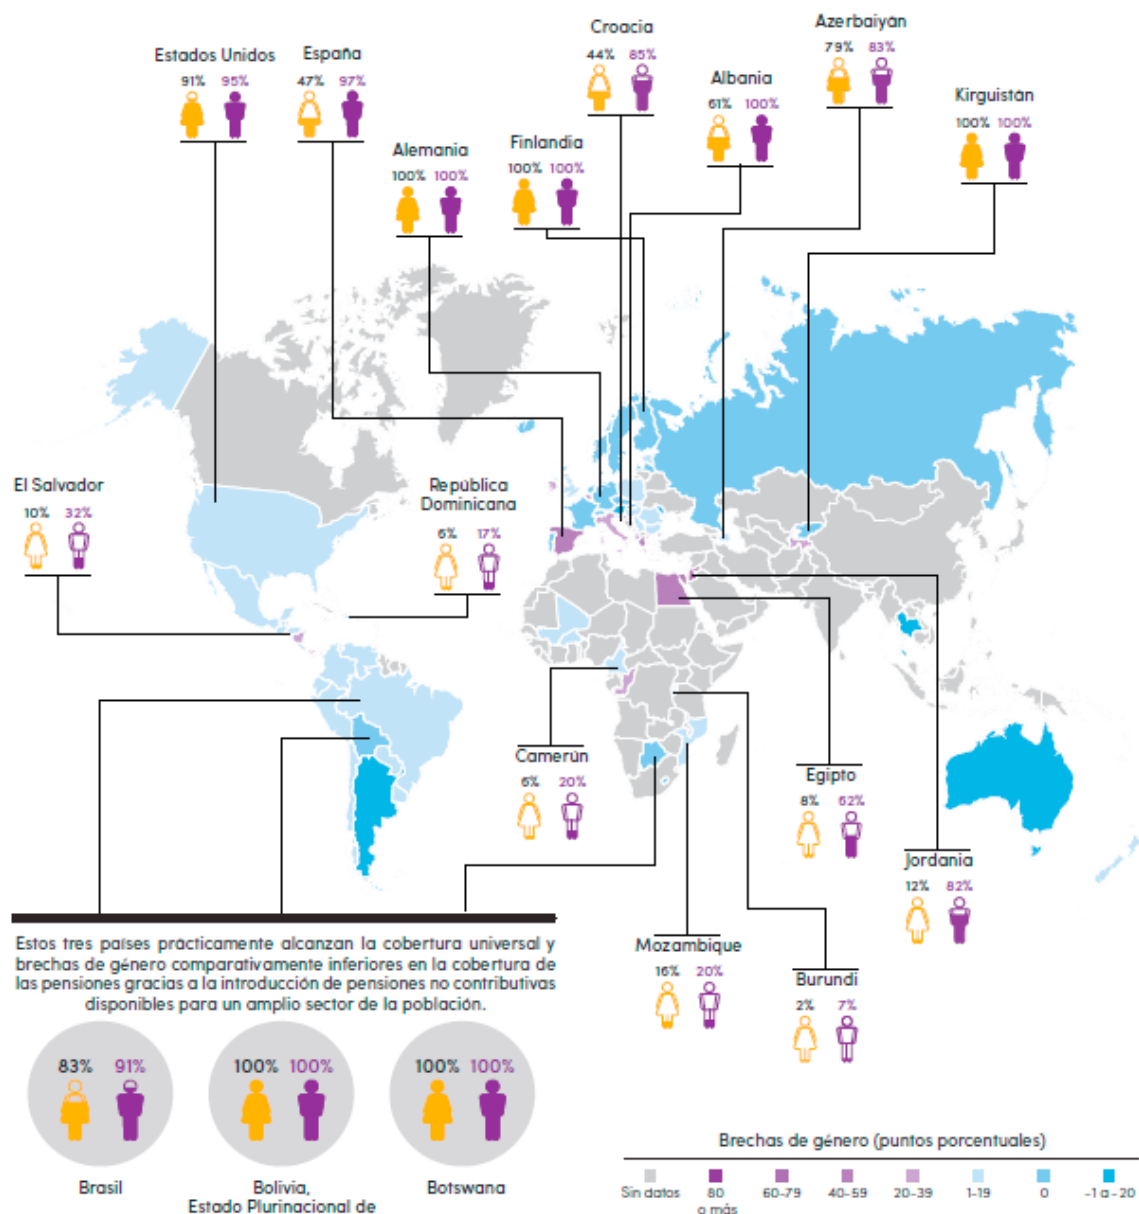 Croacia
44% 85%
Azerbaiyán
79% 83%
Estados Unidos
91% 95%
España
47% 97%
Albania
61% 100%
Kirguistán
100% 100%
Alemania
100% 100%
Finlandia
100% 100%
El Salvador
10% 32%
República
Dominicana
6% 17%
Camerún
6% 20%
Egipto
8% 62%
Jordania
12% 82%
Mozambique
16% 20%
Burundi
2% 7%
Estos tres países prácticamente alcanzan la cobertura universal y
brechas de género comparativamente inferiores en la cobertura de
las pensiones gracias a la introducción de pensiones no contributivas
disponibles para un amplio sector de la población.
83% 91%
Brasil
100% 100%
Bolivia,
Estado Plurinacional de
100% 100%
Botswana
Brechas de género (puntos porcentuales)
Sin datos
80
o más
60-79
40-59
20-39
1-19
0
-1 a -20